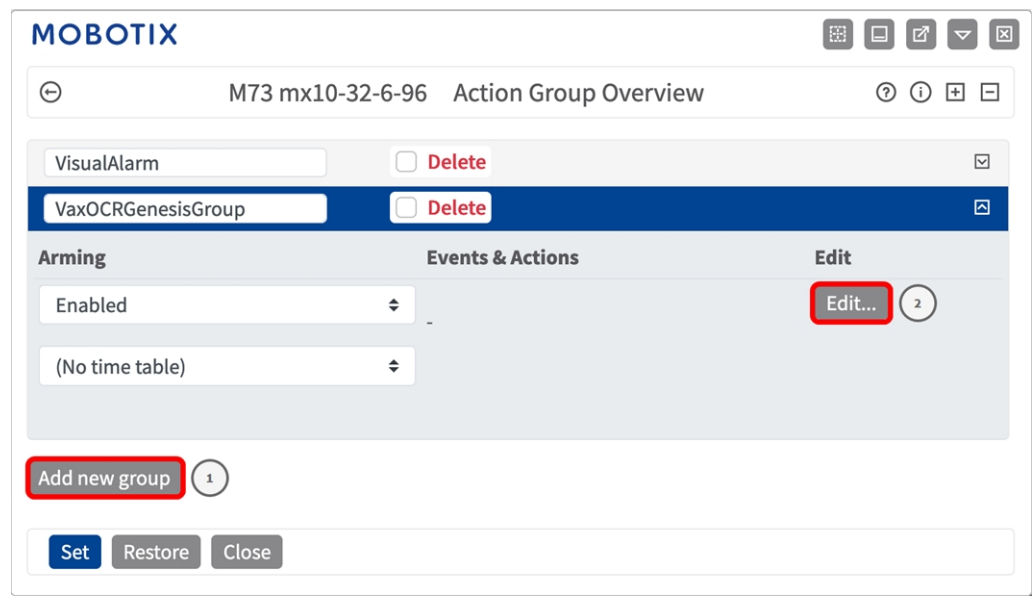 MOBOTIX
M73 mx10-32-6-96 Action Group Overview
VisualAlarm Delete
VaxOCRGenesisGroup Delete
Arming Events & Actions Edit
Enabled - Edit... 2
(No time table)
Add new group 1
Set Restore Close